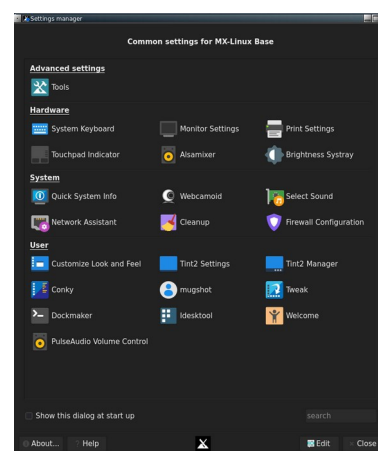 Settings manager
Common settings for MX-Linux Base
Advanced settings
Tools
Hardware
System Keyboard Monitor Settings Print Settings
Touchpad Indicator Alsamixer Brightness Systray
System
Quick System Info Webcamoid Select Sound
Network Assistant Cleanup Firewall Configuration
User
Customize Look and Feel Tint2 Settings Tint2 Manager
Conky mugshot Tweak
Dockmaker Idesktool Welcome
PulseAudio Volume Control
Show this dialog at start up search
About... ? Help Edit Close